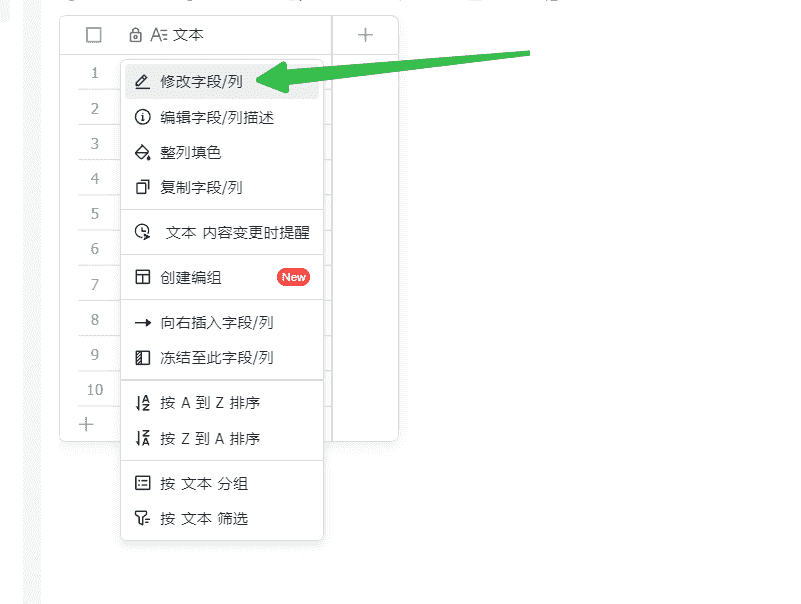 文本
1
修改字段/列
2
编辑字段/列描述
3
整列填色
4
复制字段/列
5
文本 内容变更时提醒
6
7
创建编组 New
8
向右插入字段/列
9
冻结至此字段/列
10
按 A 到 Z 排序
按 Z 到 A 排序
按 文本 分组
按 文本 筛选